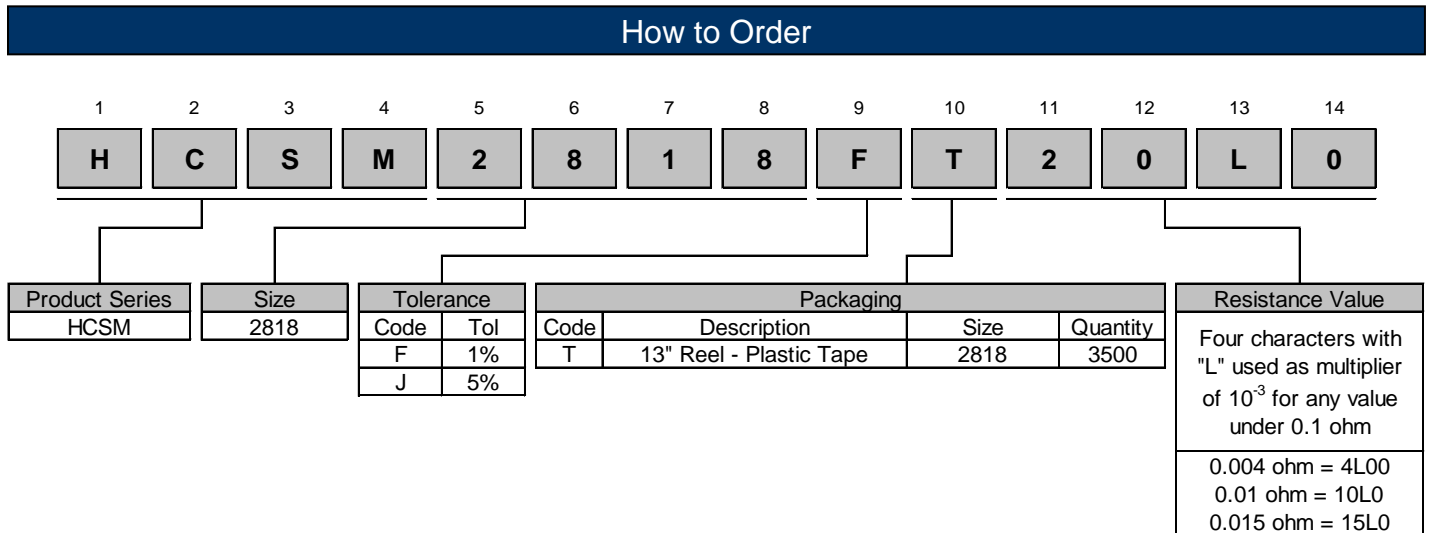 How to Order
1 2 3 4 5 6 7 8 9 10 11 12 13 14
H C S M 2 8 1 8 F T 2 0 L 0
Product Series Size Tolerance Packaging Resistance Value
HCSM 2818 Code Tol Code Description Size Quantity
F 1% T 13" Reel - Plastic Tape 2818 3500
J 5%
Four characters with
"L" used as multiplier
of 10⁻³ for any value
under 0.1 ohm
0.004 ohm = 4L00
0.01 ohm = 10L0
0.015 ohm = 15L0